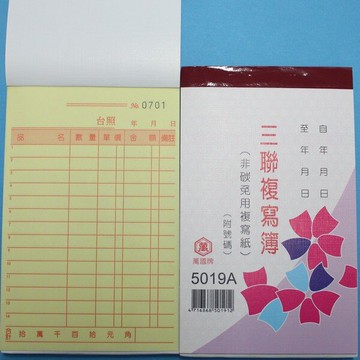 № 0701
台照 年 月 日
品名 數量 單價 金額 備註
合計 拾 萬 千 百 拾 元 角
自 年 月 日
至 年 月 日
三聯複寫簿
(非碳免用複寫紙)
(附號碼)
萬
萬國牌
5019A
4716068501912